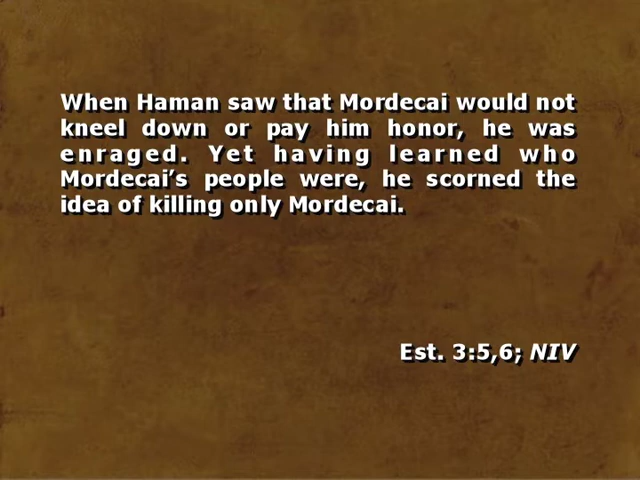 When Haman saw that Mordecai would not
kneel down or pay him honor, he was
enraged. Yet having learned who
Mordecai's people were, he scorned the
idea of killing only Mordecai.
Est. 3:5,6; NIV